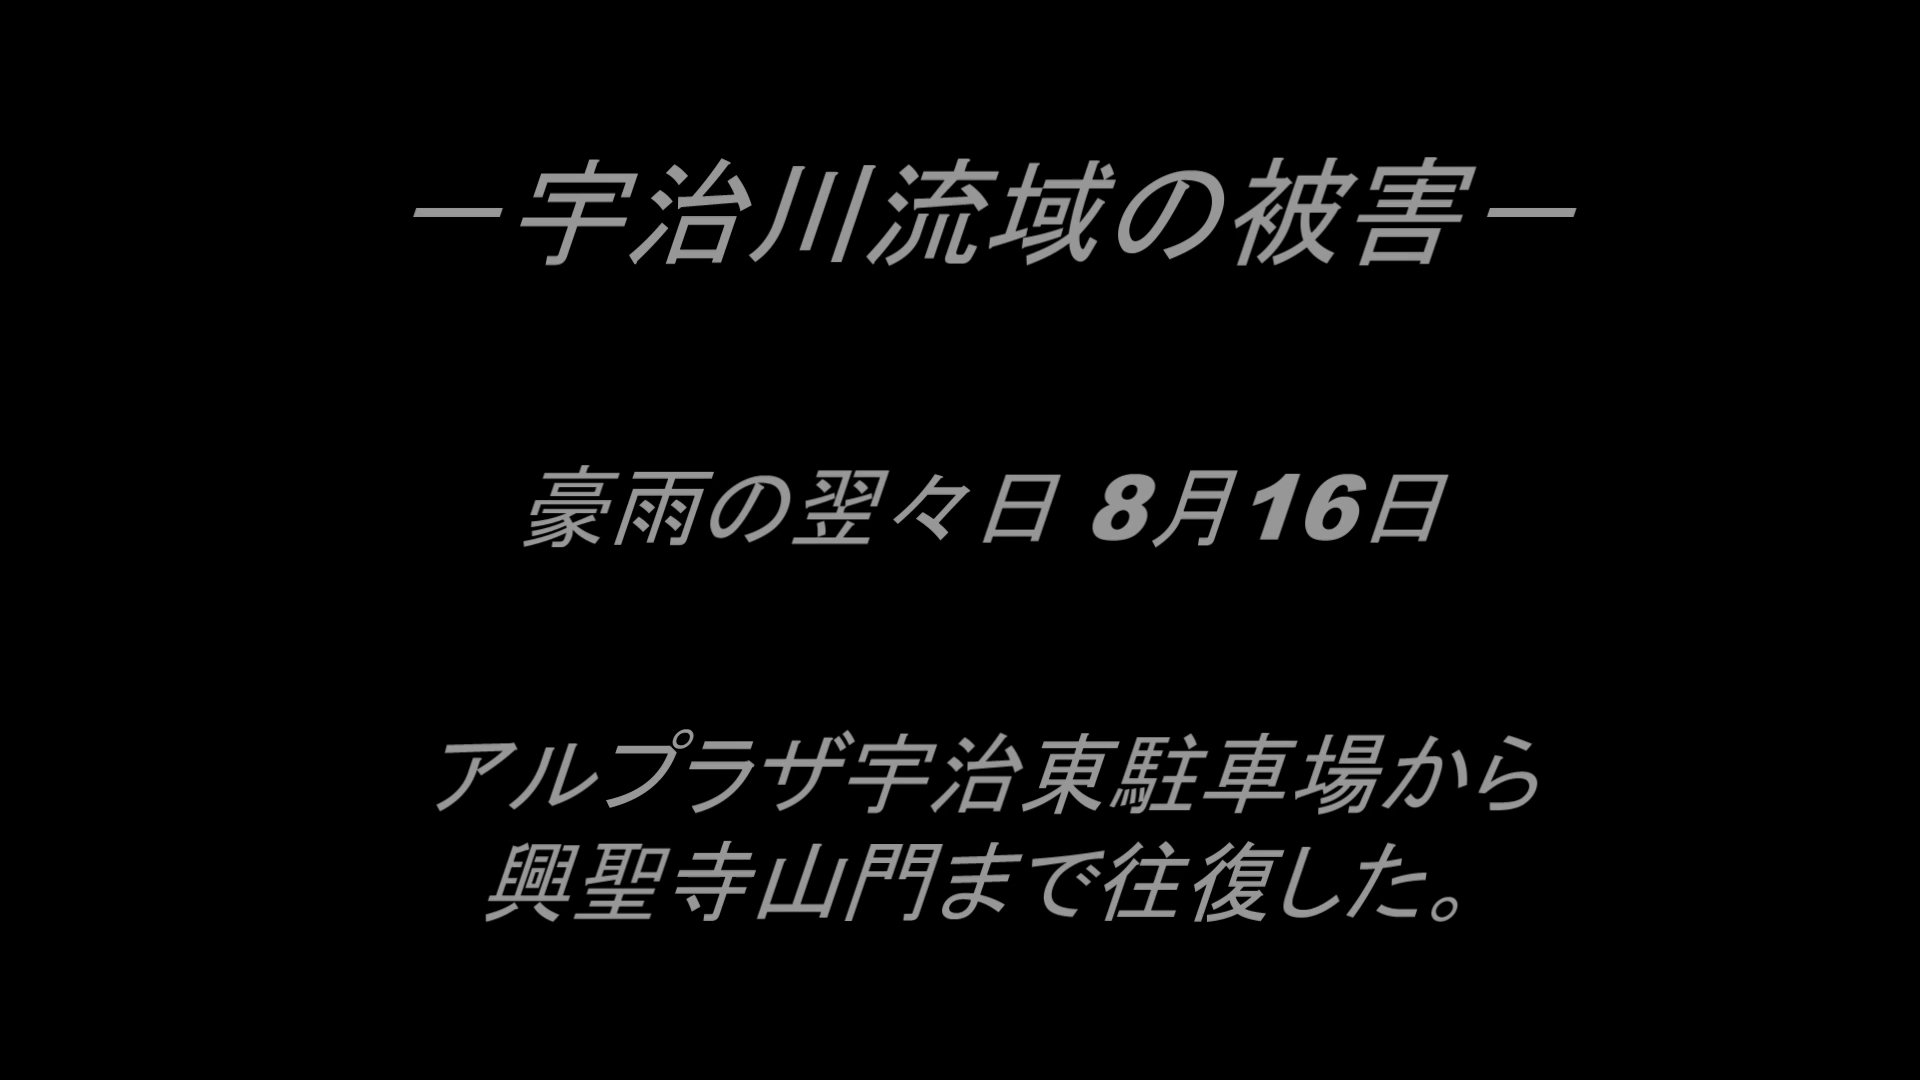 ―宇治川流域の被害―
豪雨の翌々日 8月16日
アルプラザ宇治東駐車場から
興聖寺山門まで往復した。